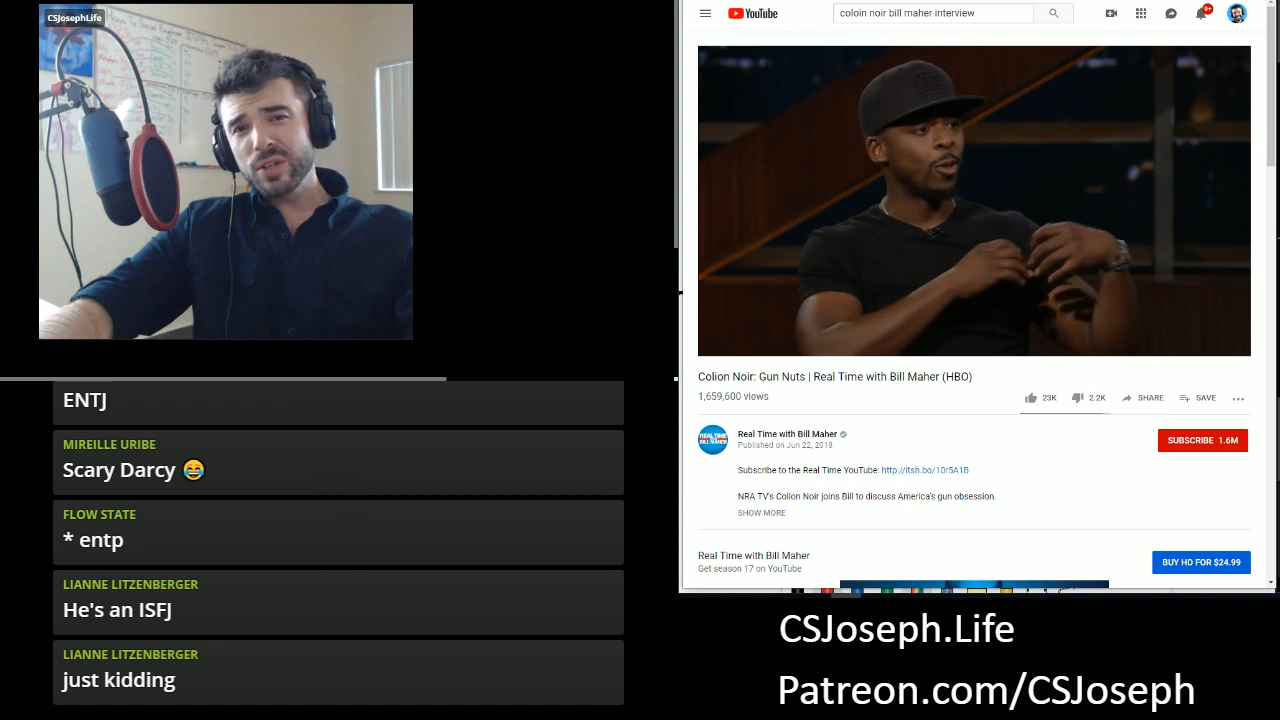 CSJosephLife
YouTube
coloin noir bill maher interview
9+
Colion Noir: Gun Nuts | Real Time with Bill Maher (HBO)
1,659,600 views
23K
2.2K
SHARE
SAVE
Real Time with Bill Maher
Published on Jun 22, 2018
SUBSCRIBE 1.6M
Subscribe to the Real Time YouTube: http://itsh.bo/10r5A1B
NRA TV's Colion Noir joins Bill to discuss America's gun obsession.
SHOW MORE
Real Time with Bill Maher
Get season 17 on YouTube
BUY HD FOR $24.99
ENTJ
MIREILLE URIBE
Scary Darcy 😂
FLOW STATE
* entp
LIANNE LITZENBERGER
He's an ISFJ
LIANNE LITZENBERGER
just kidding
CSJoseph.Life
Patreon.com/CSJoseph